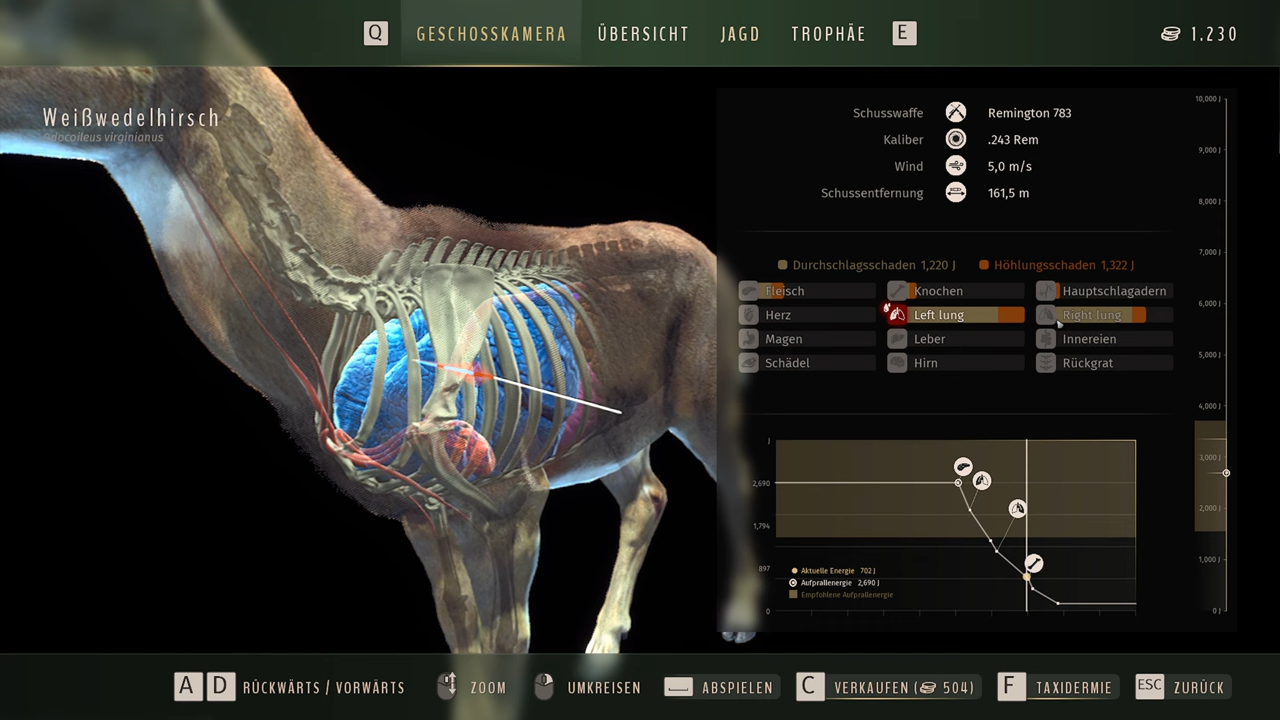 Q GESCHOSSKAMERA ÜBERSICHT JAGD TROPHÄE E 1.230
Weißwedelhirsch
Odocoileus virginianus
Schusswaffe Remington 783
Kaliber .243 Rem
Wind 5,0 m/s
Schussentfernung 161,5 m
Durchschlagsschaden 1,220 J Höhlungsschaden 1,322 J
Fleisch Knochen Hauptschlagadern
Herz Left lung Right lung
Magen Leber Innereien
Schädel Hirn Rückgrat
10,000 J
9,000 J
8,000 J
7,000 J
6,000 J
5,000 J
4,000 J
3,000 J
2,000 J
1,000 J
0 J
J
2,690
1,794
897
0
Aktuelle Energie 702 J
Aufprallenergie 2,690 J
Empfohlene Aufprallenergie
A D RÜCKWÄRTS / VORWÄRTS ZOOM UMKREISEN ABSPIELEN C VERKAUFEN ( 504) F TAXIDERMIE ESC ZURÜCK